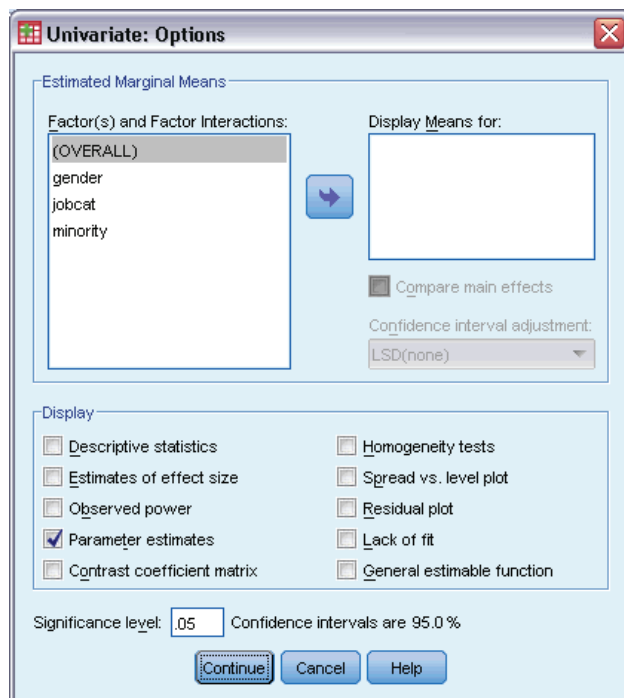 Univariate: Options
Estimated Marginal Means
Factor(s) and Factor Interactions:
(OVERALL)
gender
jobcat
minority
Display Means for:
Compare main effects
Confidence interval adjustment:
LSD(none)
Display
Descriptive statistics
Estimates of effect size
Observed power
Parameter estimates
Contrast coefficient matrix
Homogeneity tests
Spread vs. level plot
Residual plot
Lack of fit
General estimable function
Significance level: .05 Confidence intervals are 95.0 %
Continue Cancel Help